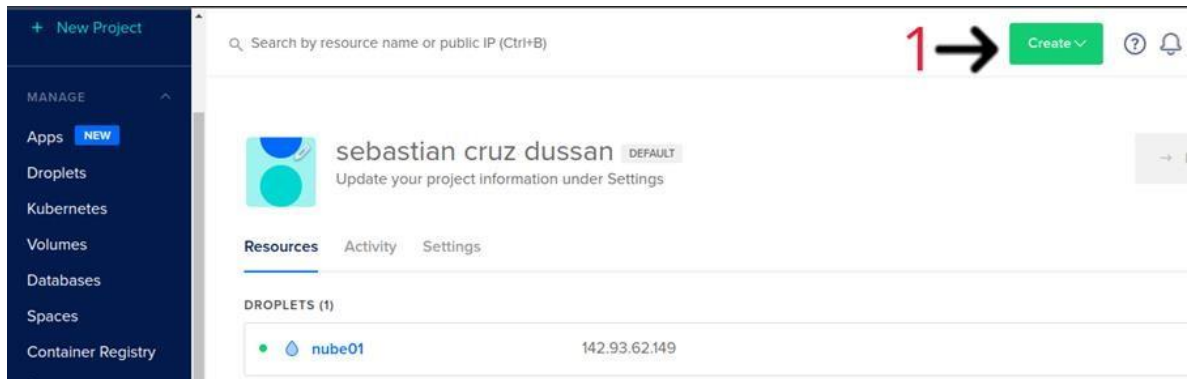 + New Project
Search by resource name or public IP (Ctrl+B)
1
Create
?
MANAGE
Apps NEW
Droplets
Kubernetes
Volumes
Databases
Spaces
Container Registry
sebastian cruz dussan DEFAULT
Update your project information under Settings
Resources Activity Settings
DROPLETS (1)
nube01 142.93.62.149